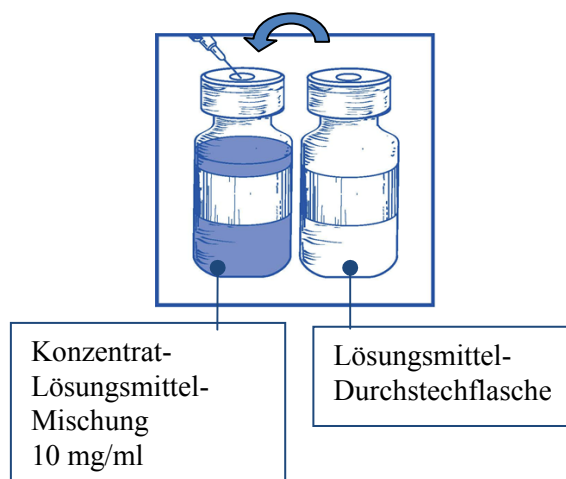 Konzentrat-
Lösungsmittel-
Mischung
10 mg/ml
Lösungsmittel-
Durchstechflasche